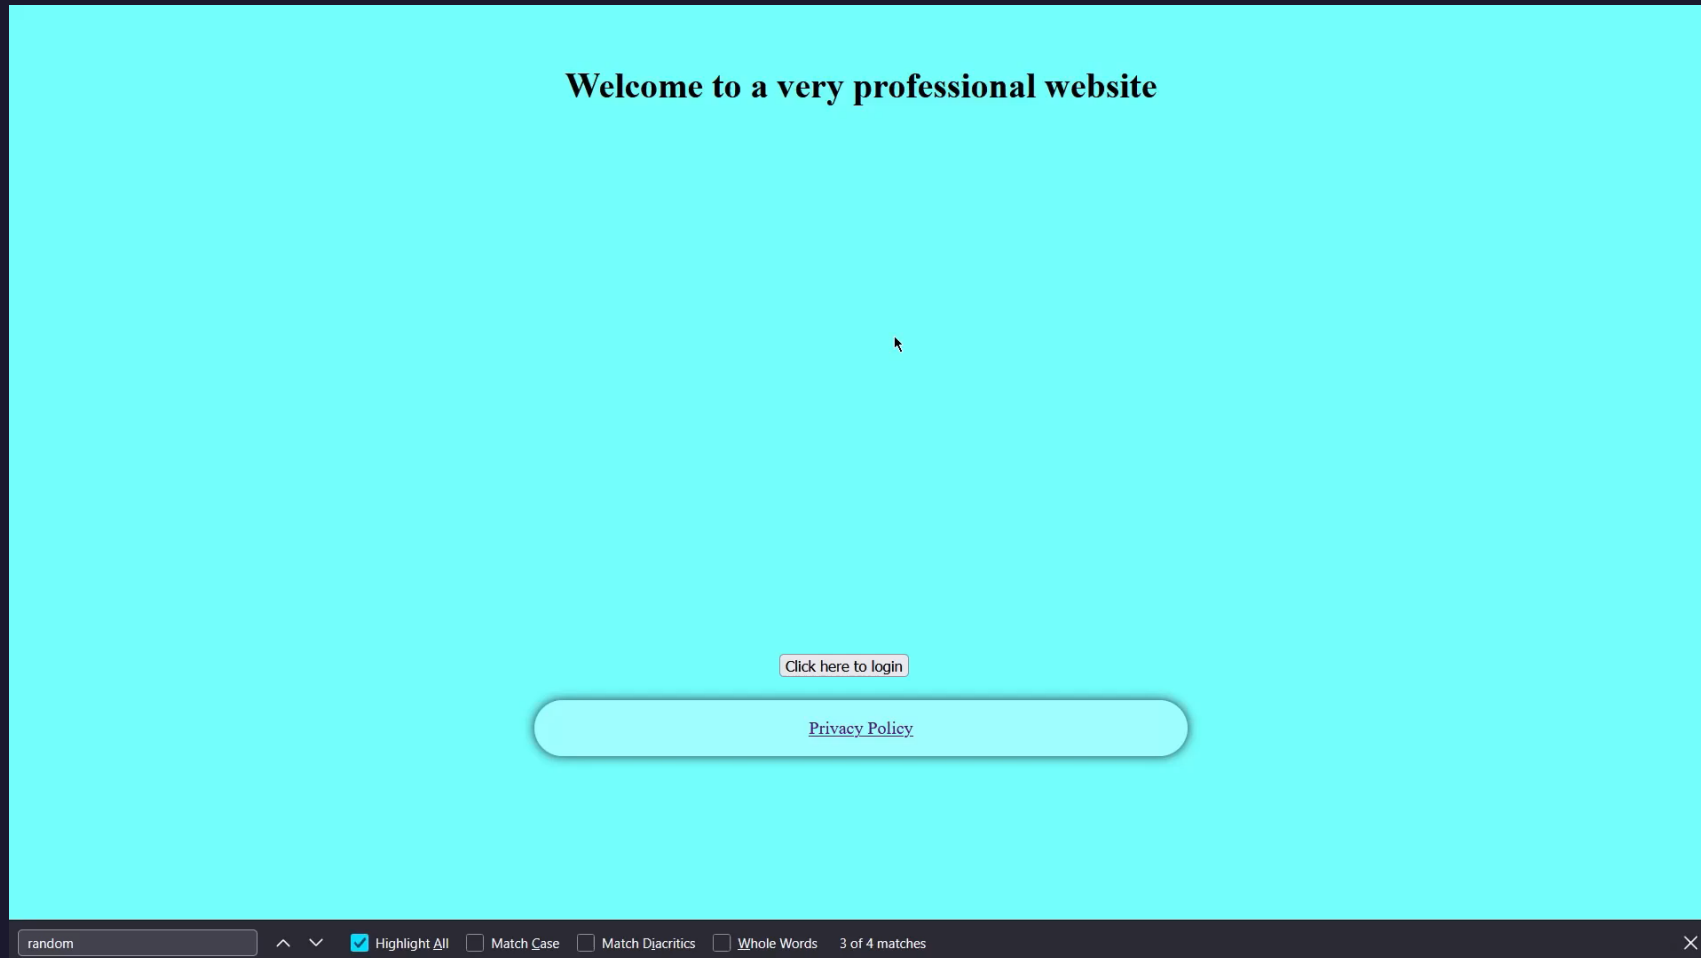 Welcome to a very professional website
Click here to login
Privacy Policy
random Highlight All Match Case Match Diacritics Whole Words 3 of 4 matches